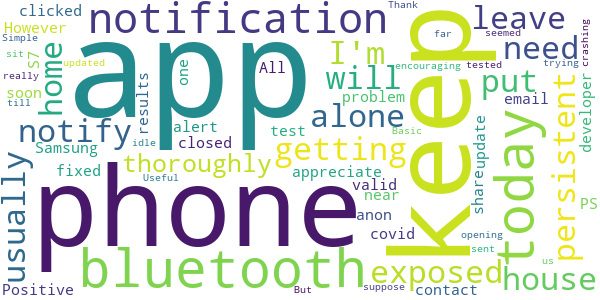 clicked
notification
Thank
leave
However
Simple
app
keep
I'm
seemed
far
need
crashing
sit
S7
home
one
All
will
encouraging
tested
trying
really
updated
soon
results
problem
put
persistent
developer
till
notify
alert
test
alone
email
today
Samsung
closed
getting
Basic
update
usually
fixed
phone
thoroughly
appreciate
valid
near
share
PS
idle
Useful
anon
covid
opening
bluetooth
exposed
sent
us
house
Positive
But
suppose
contact